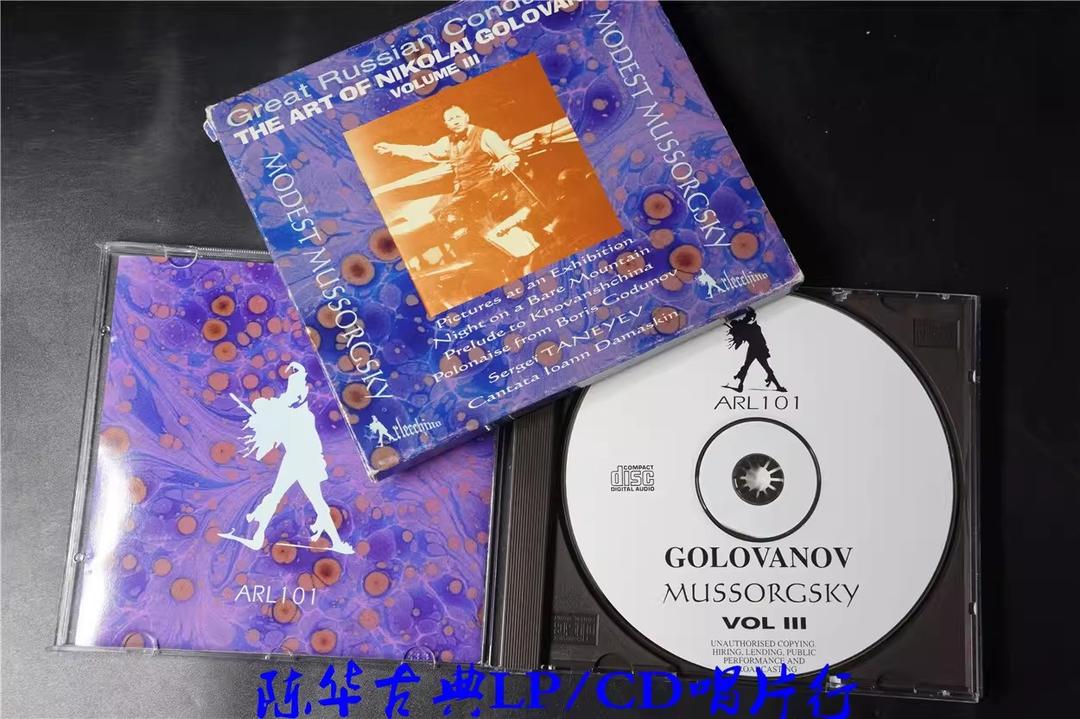 Great Russian
THE ART OF NIKOLAI
VOLUME III
MODEST MUSSORGSKY
MODEST MUSSORGSKY
Pictures at an Exhibition
Night on a Bare Mountain
Prelude to Khovanshchina
Polonaise from Boris Godunov
Sergeï TANEYEV
Cantata Ioann Damaskin
Arlecchino
Arlecchino
ARL101
ARL101
COMPACT
disc
DIGITAL AUDIO
GOLOVANOV
MUSSORGSKY
VOL III
UNAUTHORISED COPYING
HIRING, LENDING, PUBLIC
PERFORMANCE AND
陈华古典LP/CD唱片行